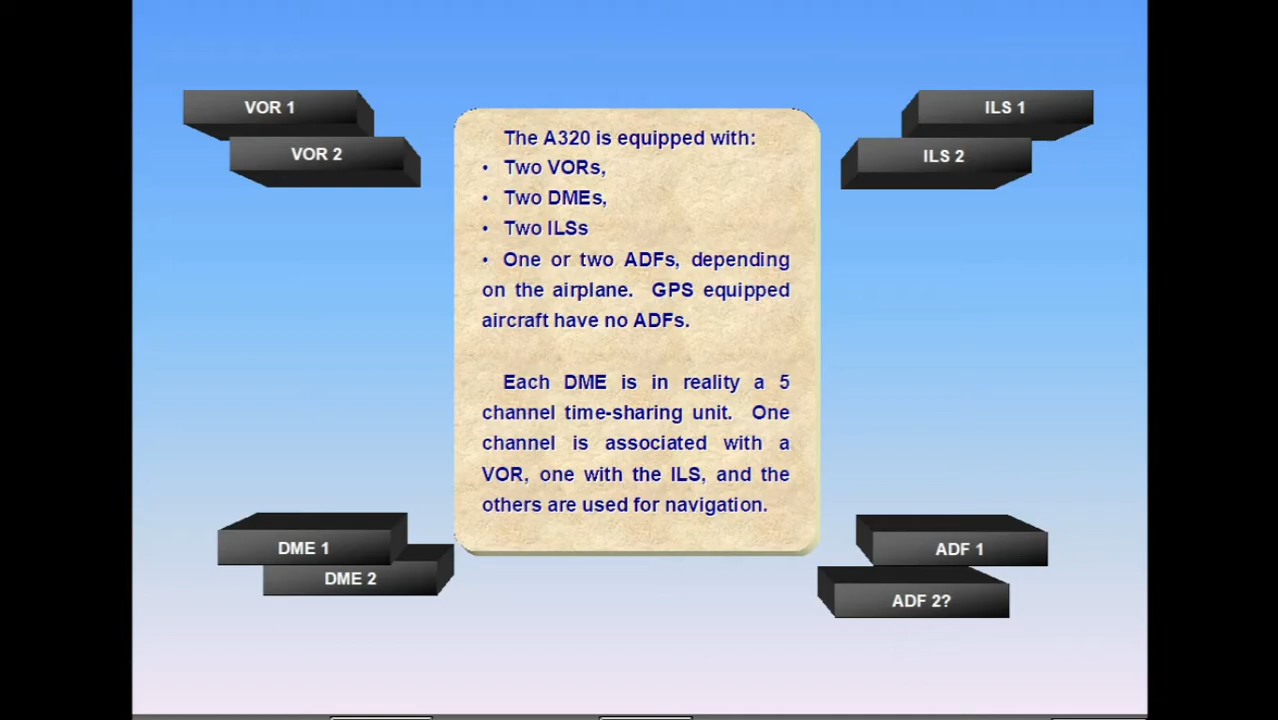 VOR 1
VOR 2
ILS 1
ILS 2
The A320 is equipped with:
• Two VORs,
• Two DMEs,
• Two ILSs
• One or two ADFs, depending
on the airplane. GPS equipped
aircraft have no ADFs.
Each DME is in reality a 5
channel time-sharing unit. One
channel is associated with a
VOR, one with the ILS, and the
others are used for navigation.
DME 1
DME 2
ADF 1
ADF 2?